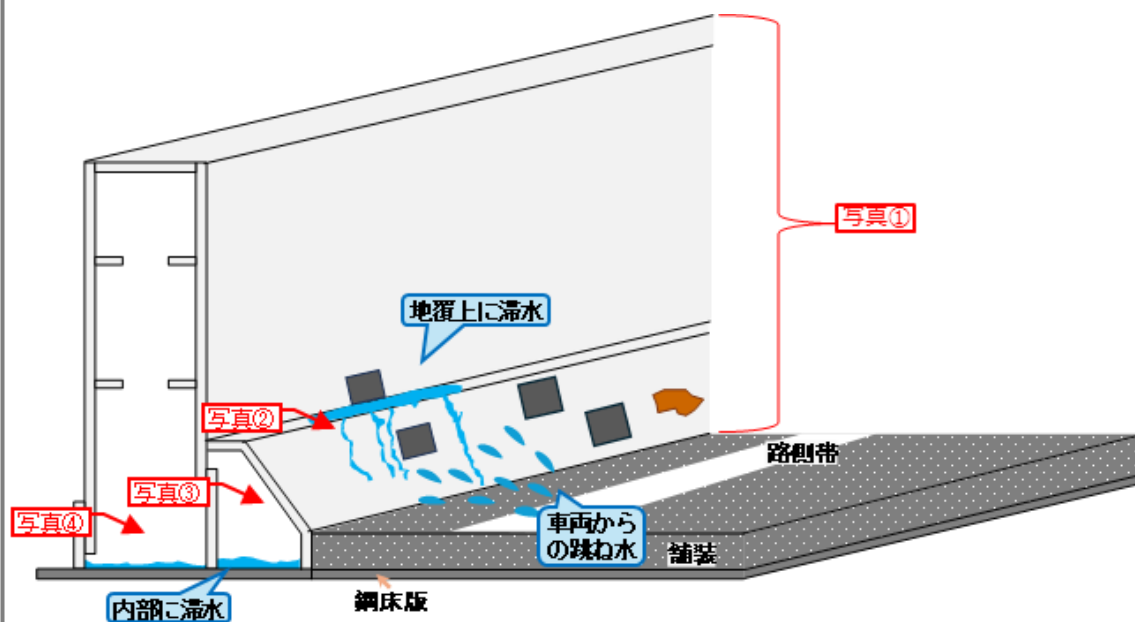 写真①
地覆上に滞水
写真②
路側帯
写真③
写真④
車両から
の跳ね水
舗装
内部に滞水
鋼床版